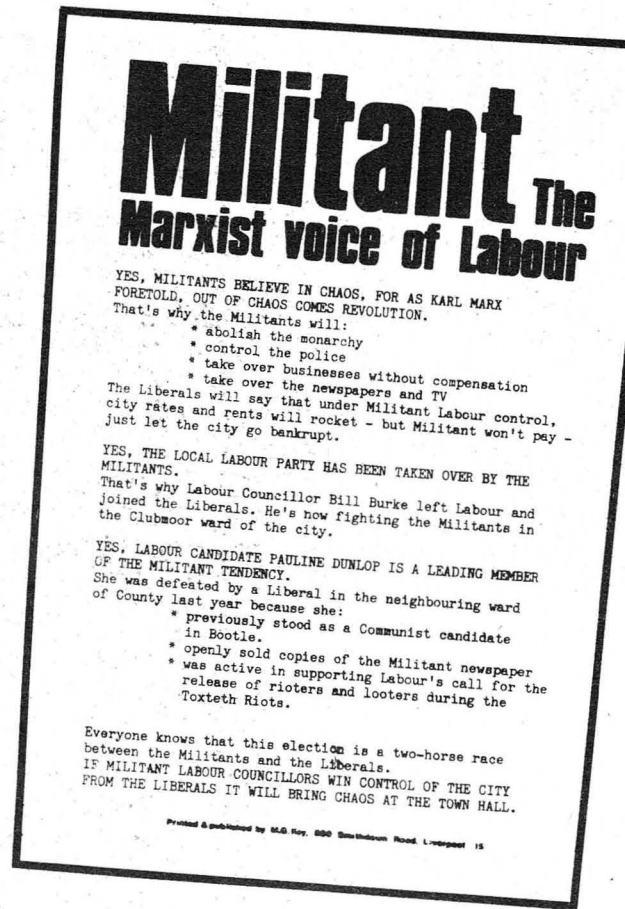 Militant The
Marxist voice of Labour
YES, MILITANTS BELIEVE IN CHAOS, FOR AS KARL MARX
FORETOLD, OUT OF CHAOS COMES REVOLUTION.
That's why the Militants will:
* abolish the monarchy
* control the police
* take over businesses without compensation
* take over the newspapers and TV
The Liberals will say that under Militant Labour control,
city rates and rents will rocket - but Militant won't pay -
just let the city go bankrupt.
YES, THE LOCAL LABOUR PARTY HAS BEEN TAKEN OVER BY THE
MILITANTS.
That's why Labour Councillor Bill Burke left Labour and
joined the Liberals. He's now fighting the Militants in
the Clubmoor ward of the city.
YES, LABOUR CANDIDATE PAULINE DUNLOP IS A LEADING MEMBER
OF THE MILITANT TENDENCY.
She was defeated by a Liberal in the neighbouring ward
of County last year because she:
* previously stood as a Communist candidate
in Bootle.
* openly sold copies of the Militant newspaper
* was active in supporting Labour's call for the
release of rioters and looters during the
Toxteth Riots.
Everyone knows that this election is a two-horse race
between the Militants and the Liberals.
IF MILITANT LABOUR COUNCILLORS WIN CONTROL OF THE CITY
FROM THE LIBERALS IT WILL BRING CHAOS AT THE TOWN HALL.
Printed & published by M.G. Roy, Smithdown Road, Liverpool 15